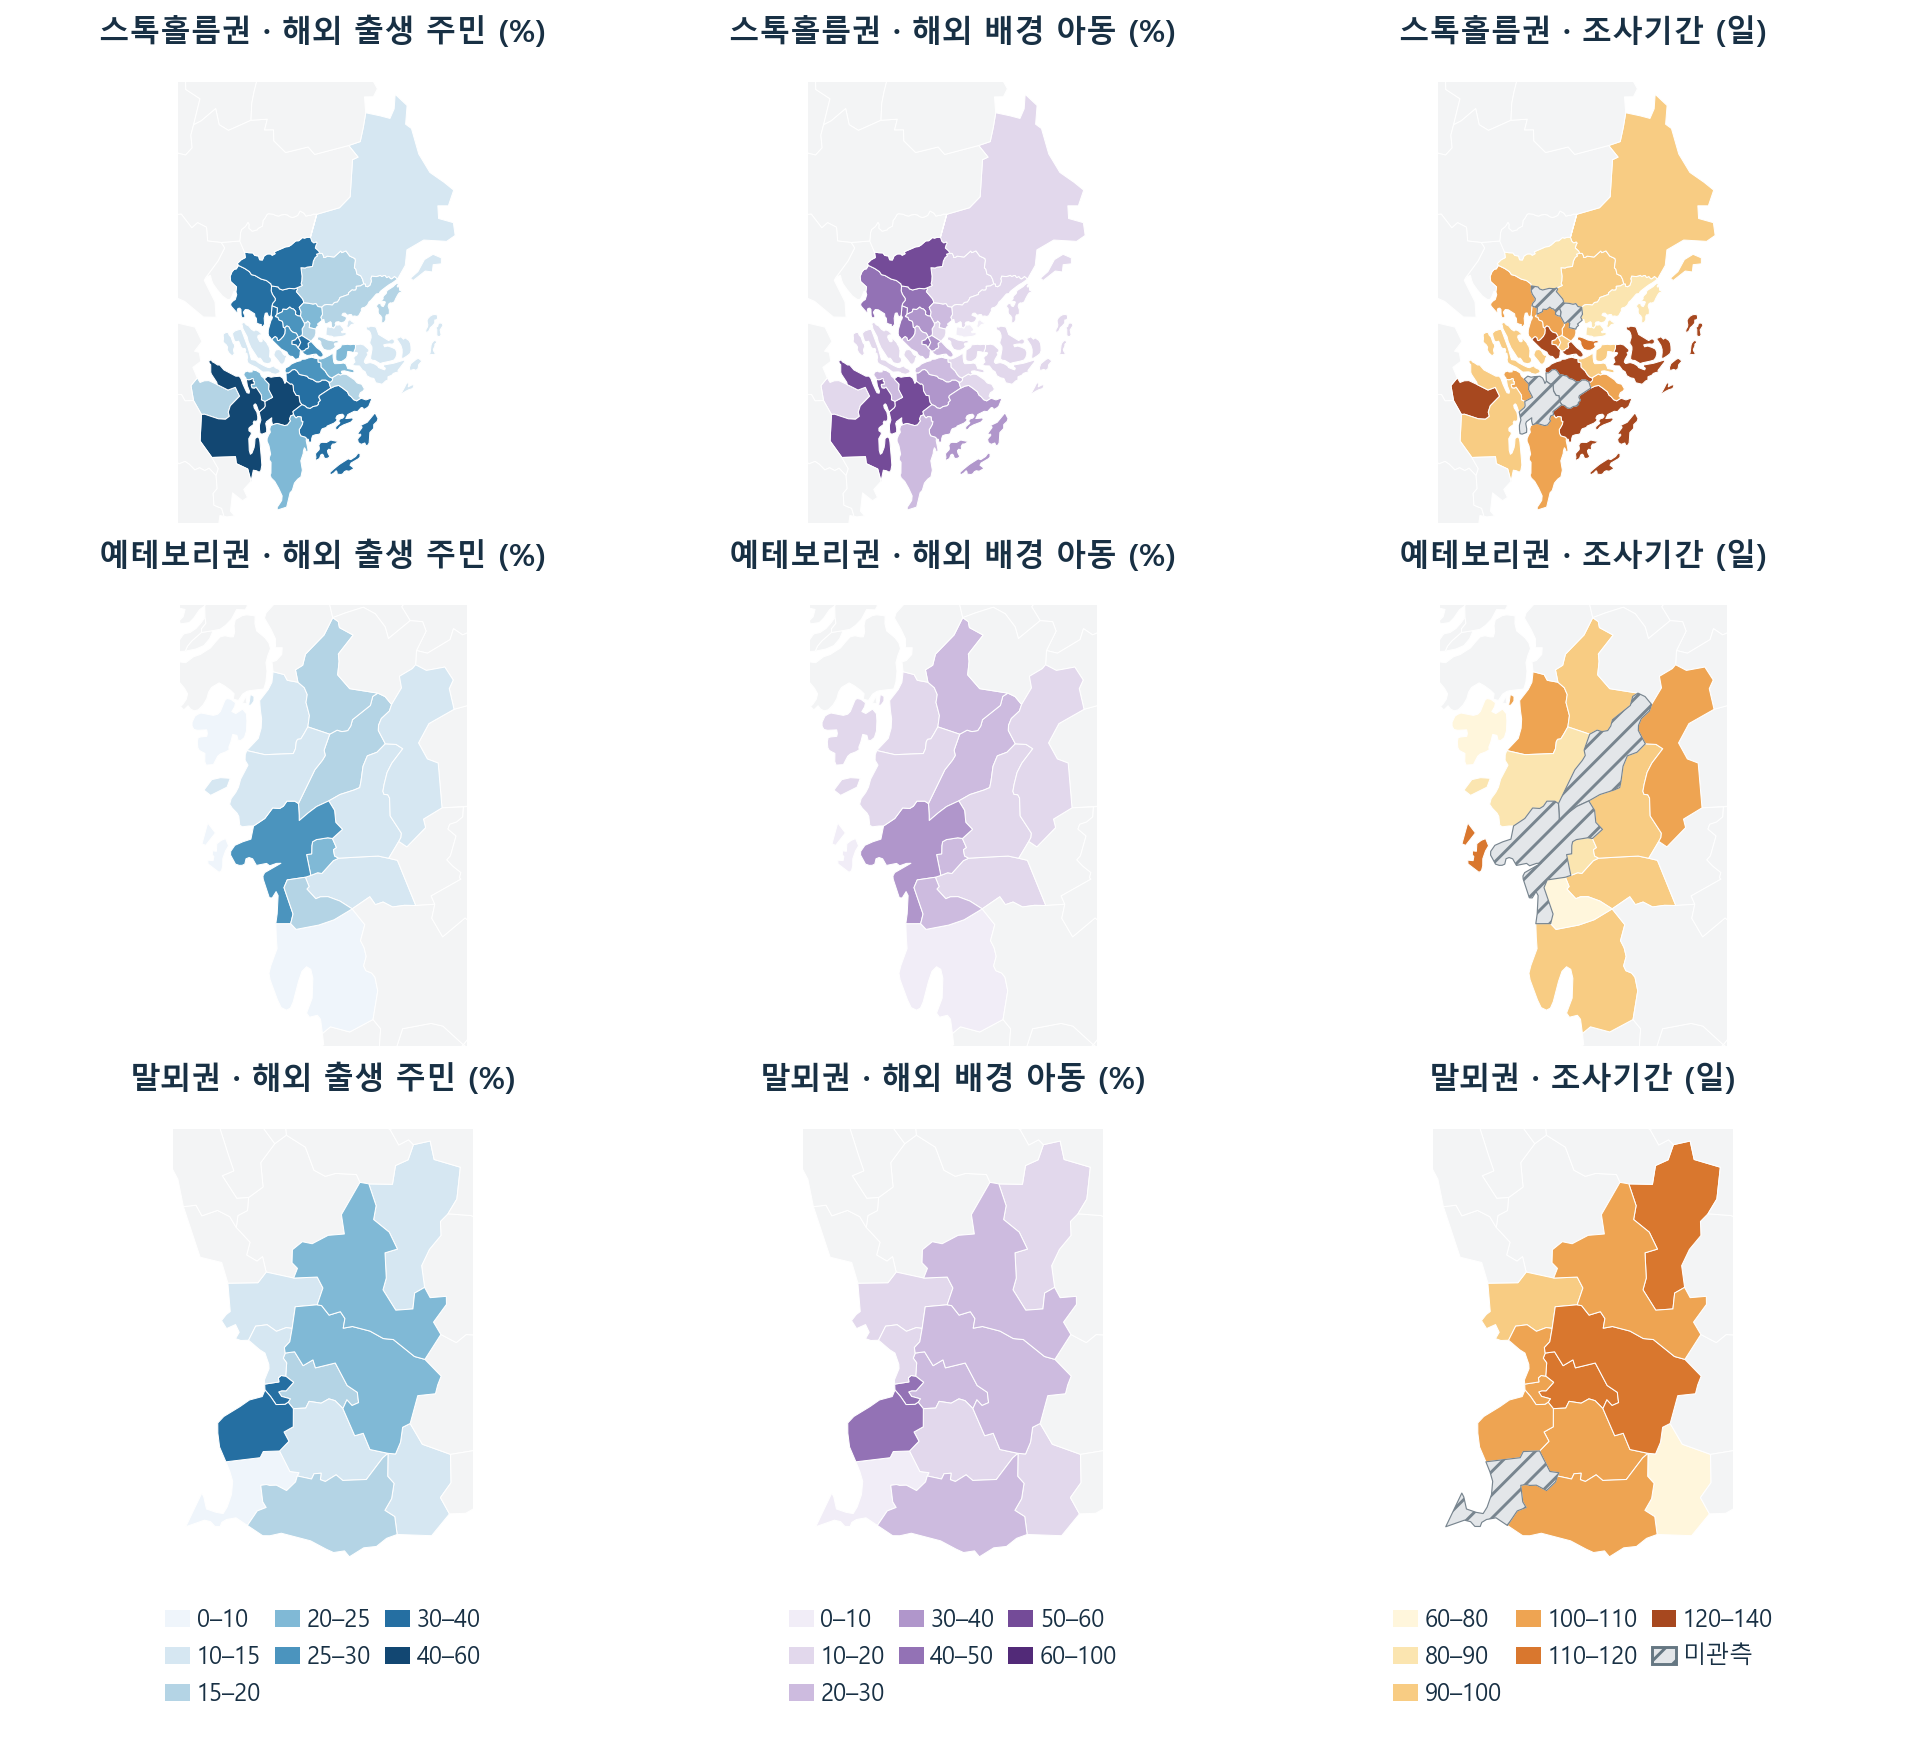 스톡홀름권 · 해외 출생 주민 (%)
스톡홀름권 · 해외 배경 아동 (%)
스톡홀름권 · 조사기간 (일)
예테보리권 · 해외 출생 주민 (%)
예테보리권 · 해외 배경 아동 (%)
예테보리권 · 조사기간 (일)
말뫼권 · 해외 출생 주민 (%)
말뫼권 · 해외 배경 아동 (%)
말뫼권 · 조사기간 (일)
0–10
10–15
15–20
20–25
25–30
30–40
40–60
0–10
10–20
20–30
30–40
40–50
50–60
60–100
60–80
80–90
90–100
100–110
110–120
120–140
미관측